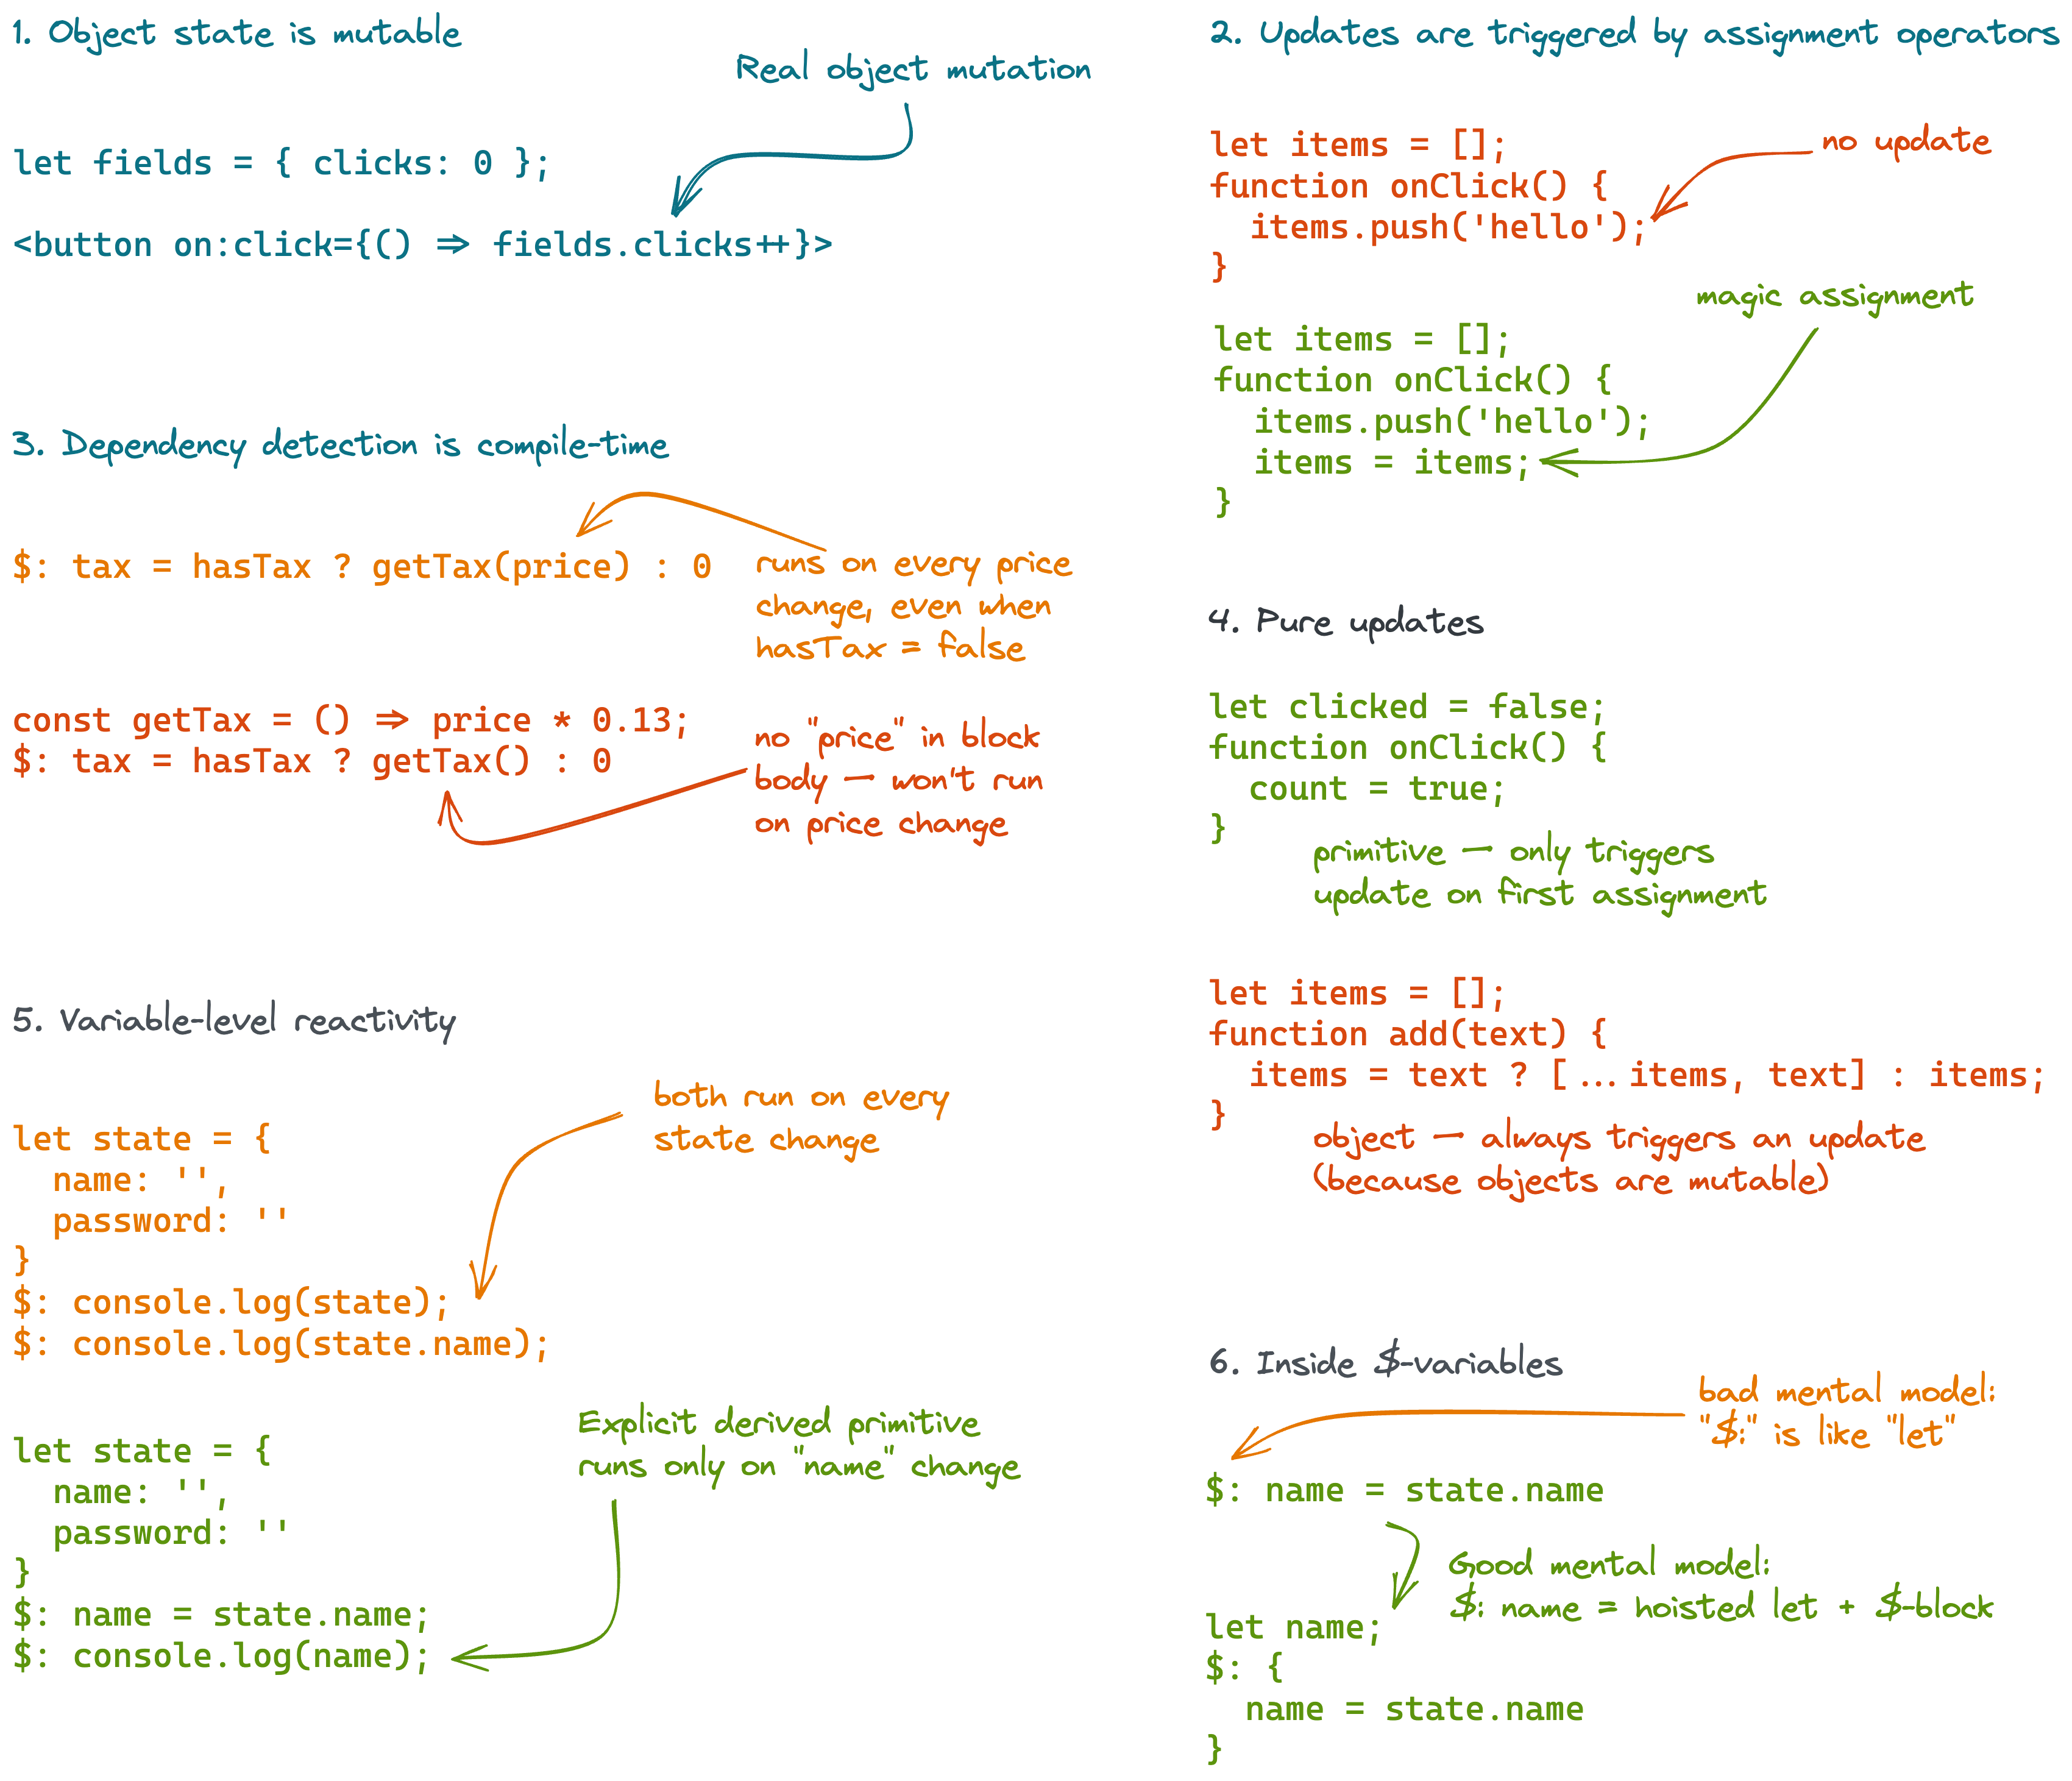 1. Object state is mutable
Real object mutation
let fields = { clicks: 0 };
<button on:click={() => fields.clicks++}>
2. Updates are triggered by assignment operators
let items = [];
function onClick() {
  items.push('hello');
}
no update
magic assignment
let items = [];
function onClick() {
  items.push('hello');
  items = items;
}
3. Dependency detection is compile-time
$: tax = hasTax ? getTax(price) : 0
runs on every price
change, even when
hasTax = false
const getTax = () => price * 0.13;
$: tax = hasTax ? getTax() : 0
no "price" in block
body — won't run
on price change
4. Pure updates
let clicked = false;
function onClick() {
  count = true;
}
primitive — only triggers
update on first assignment
let items = [];
function add(text) {
  items = text ? [...items, text] : items;
}
object — always triggers an update
(because objects are mutable)
5. Variable-level reactivity
both run on every
state change
let state = {
  name: '',
  password: ''
}
$: console.log(state);
$: console.log(state.name);
Explicit derived primitive
runs only on "name" change
let state = {
  name: '',
  password: ''
}
$: name = state.name;
$: console.log(name);
6. Inside $-variables
bad mental model:
"$:" is like "let"
$: name = state.name
Good mental model:
$: name = hoisted let + $-block
let name;
$: {
  name = state.name
}